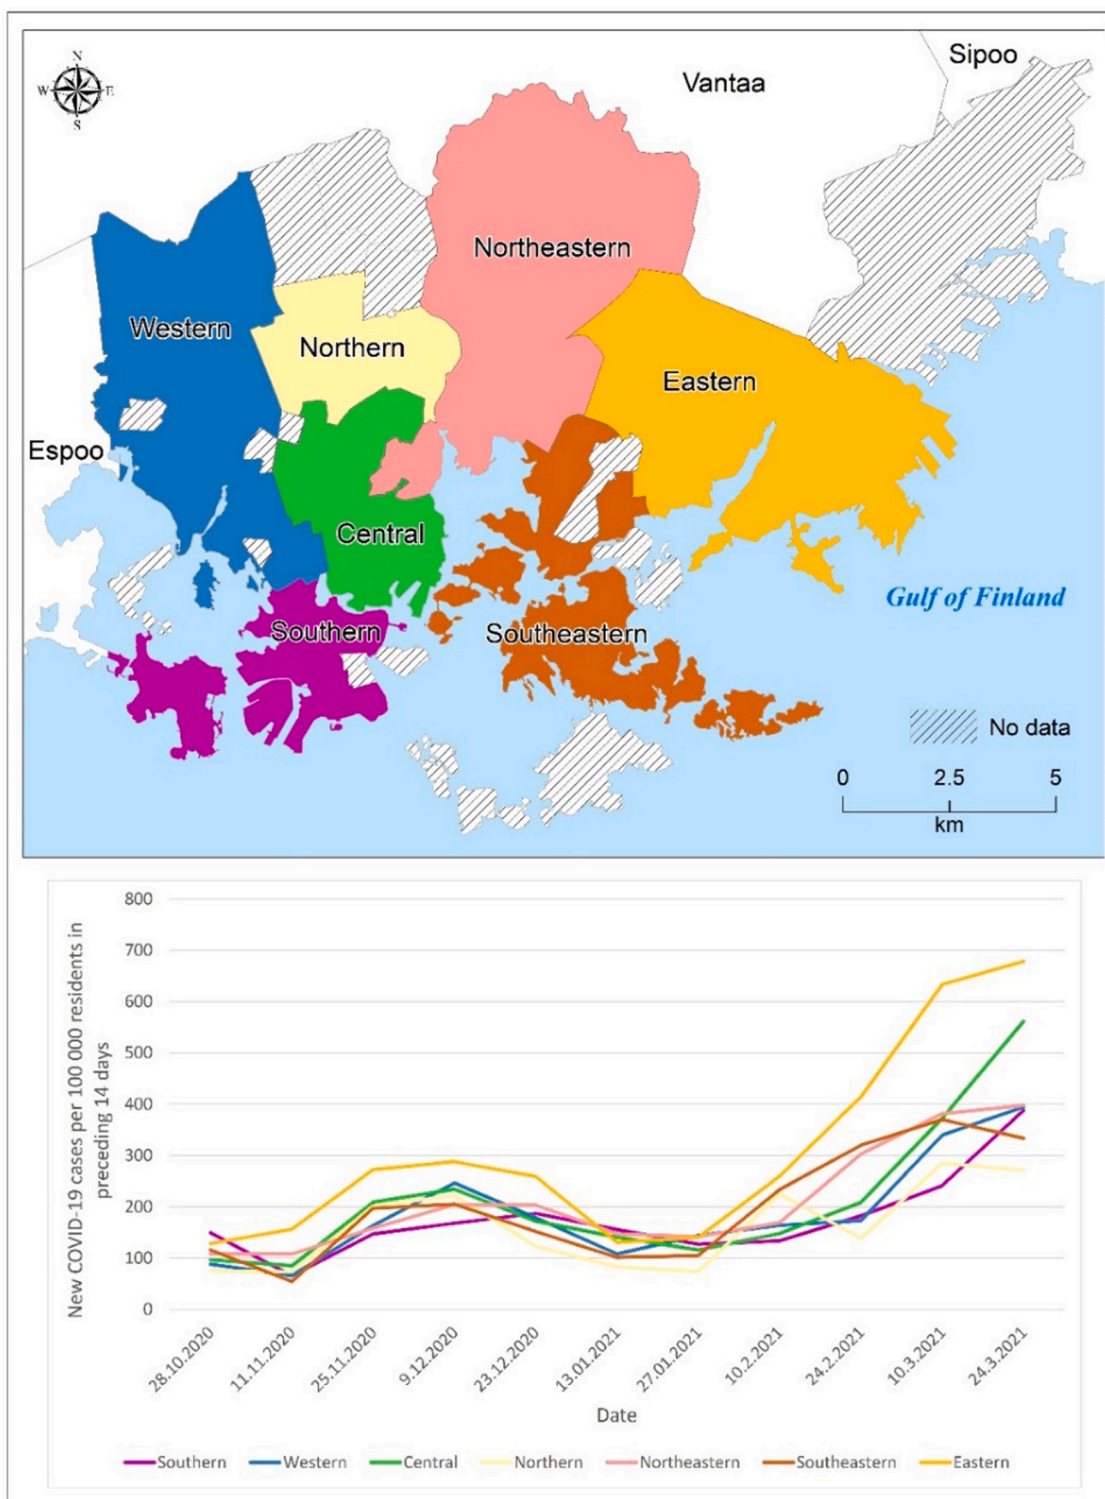 N
W E
S
Sipoo
Vantaa
Northeastern
Western
Northern
Eastern
Espoo
Central
Gulf of Finland
Southern
Southeastern
No data
0 2.5 5
km
New COVID-19 cases per 100 000 residents in
preceding 14 days
800
700
600
500
400
300
200
100
0
28.10.2020
11.11.2020
25.11.2020
9.12.2020
23.12.2020
13.01.2021
27.01.2021
10.2.2021
24.2.2021
10.3.2021
24.3.2021
Date
Southern Western Central Northern Northeastern Southeastern Eastern